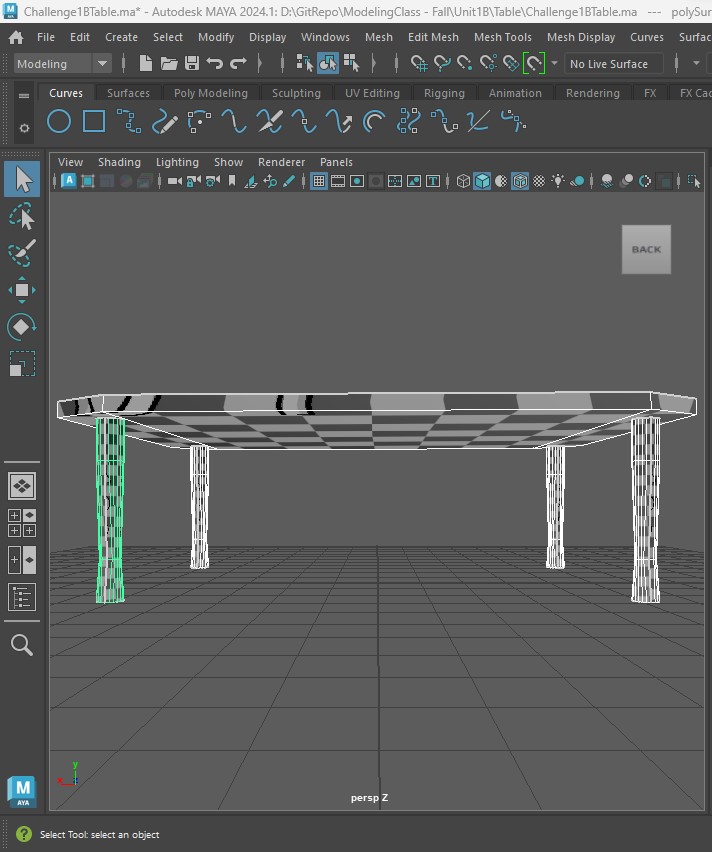 Challenge1BTable.ma* - Autodesk MAYA 2024.1: D:\GitRepo\ModelingClass - Fall\Unit1B\Table\Challenge1BTable.ma --- polySur
File Edit Create Select Modify Display Windows Mesh Edit Mesh Mesh Tools Mesh Display Curves Surfac
Modeling No Live Surface
Curves Surfaces Poly Modeling Sculpting UV Editing Rigging Animation Rendering FX FX Cac
View Shading Lighting Show Renderer Panels
BACK
y
x
persp Z
M
AYA
Select Tool: select an object